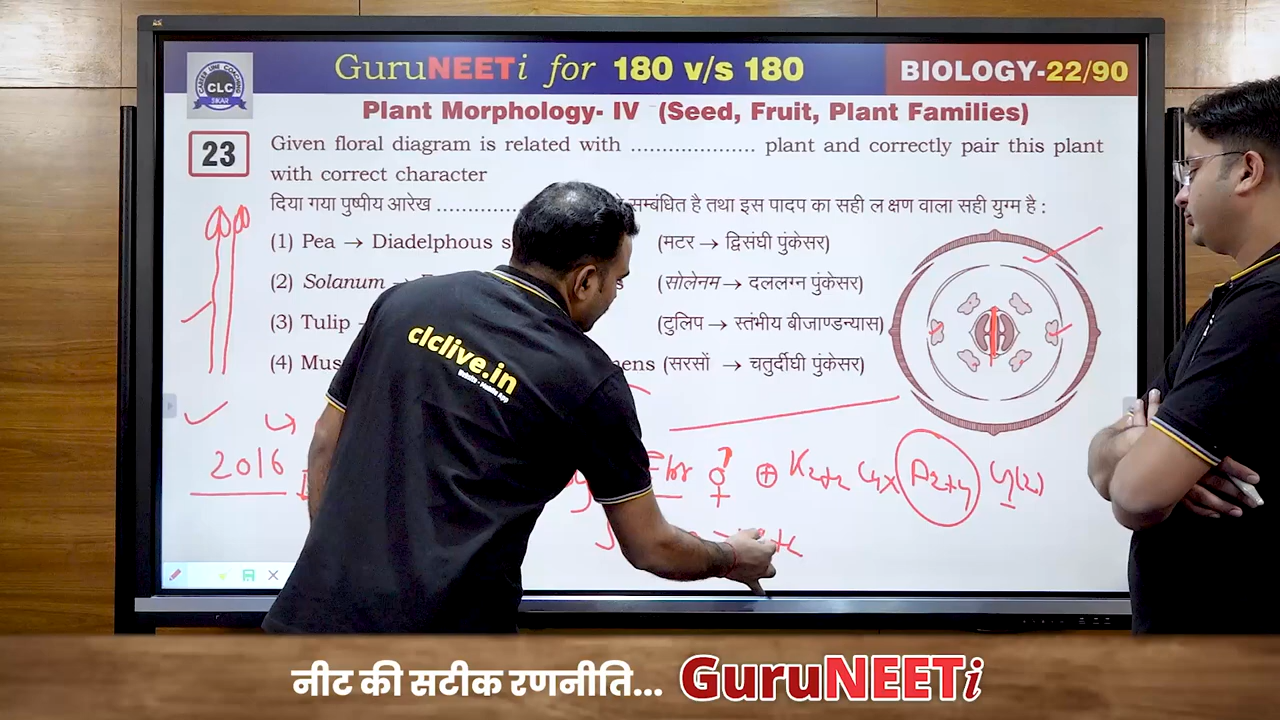 CAREER LINE COACHING
CLC
SIKAR
GuruNEETi for 180 v/s 180
BIOLOGY-22/90
Plant Morphology- IV (Seed, Fruit, Plant Families)
23
Given floral diagram is related with .................... plant and correctly pair this plant
with correct character
दिया गया पुष्पीय आरेख सम्बंधित है तथा इस पादप का सही लक्षण वाला सही युग्म है :
(1) Pea → Diadelphous (मटर → द्विसंघी पुंकेसर)
(2) Solanum → (सोलेनम → दललग्न पुंकेसर)
(3) Tulip (टुलिप → स्तंभीय बीजाण्डन्यास)
(4) (सरसों → चतुर्दीघी पुंकेसर)
2016
clclive.in
Website • Mobile App
नीट की सटीक रणनीति... GuruNEETi